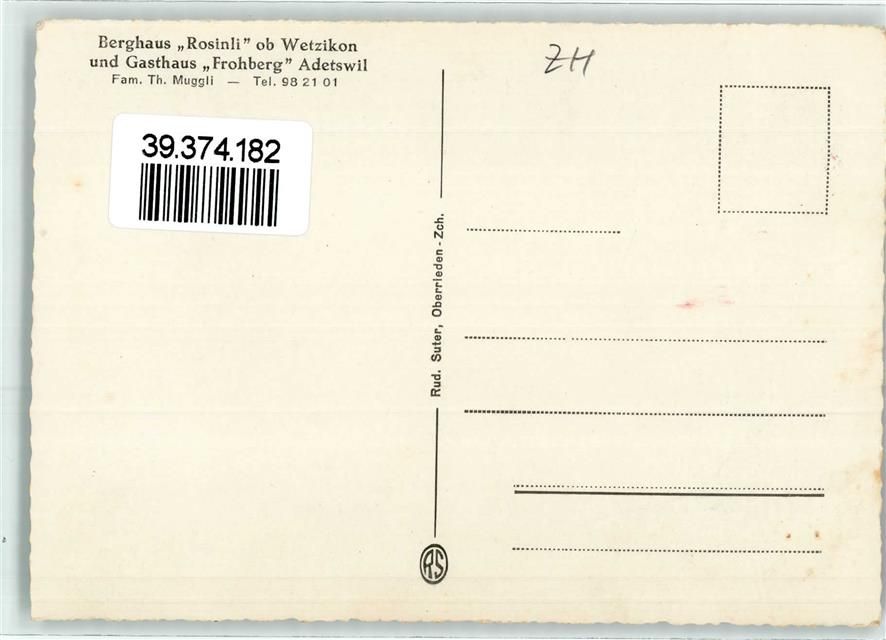 Berghaus „Rosinli” ob Wetzikon
und Gasthaus „Frohberg” Adetswil
Fam. Th. Muggli — Tel. 98 21 01
39.374.182
ZH
Rud. Suter, Oberrieden - Zch.
RS